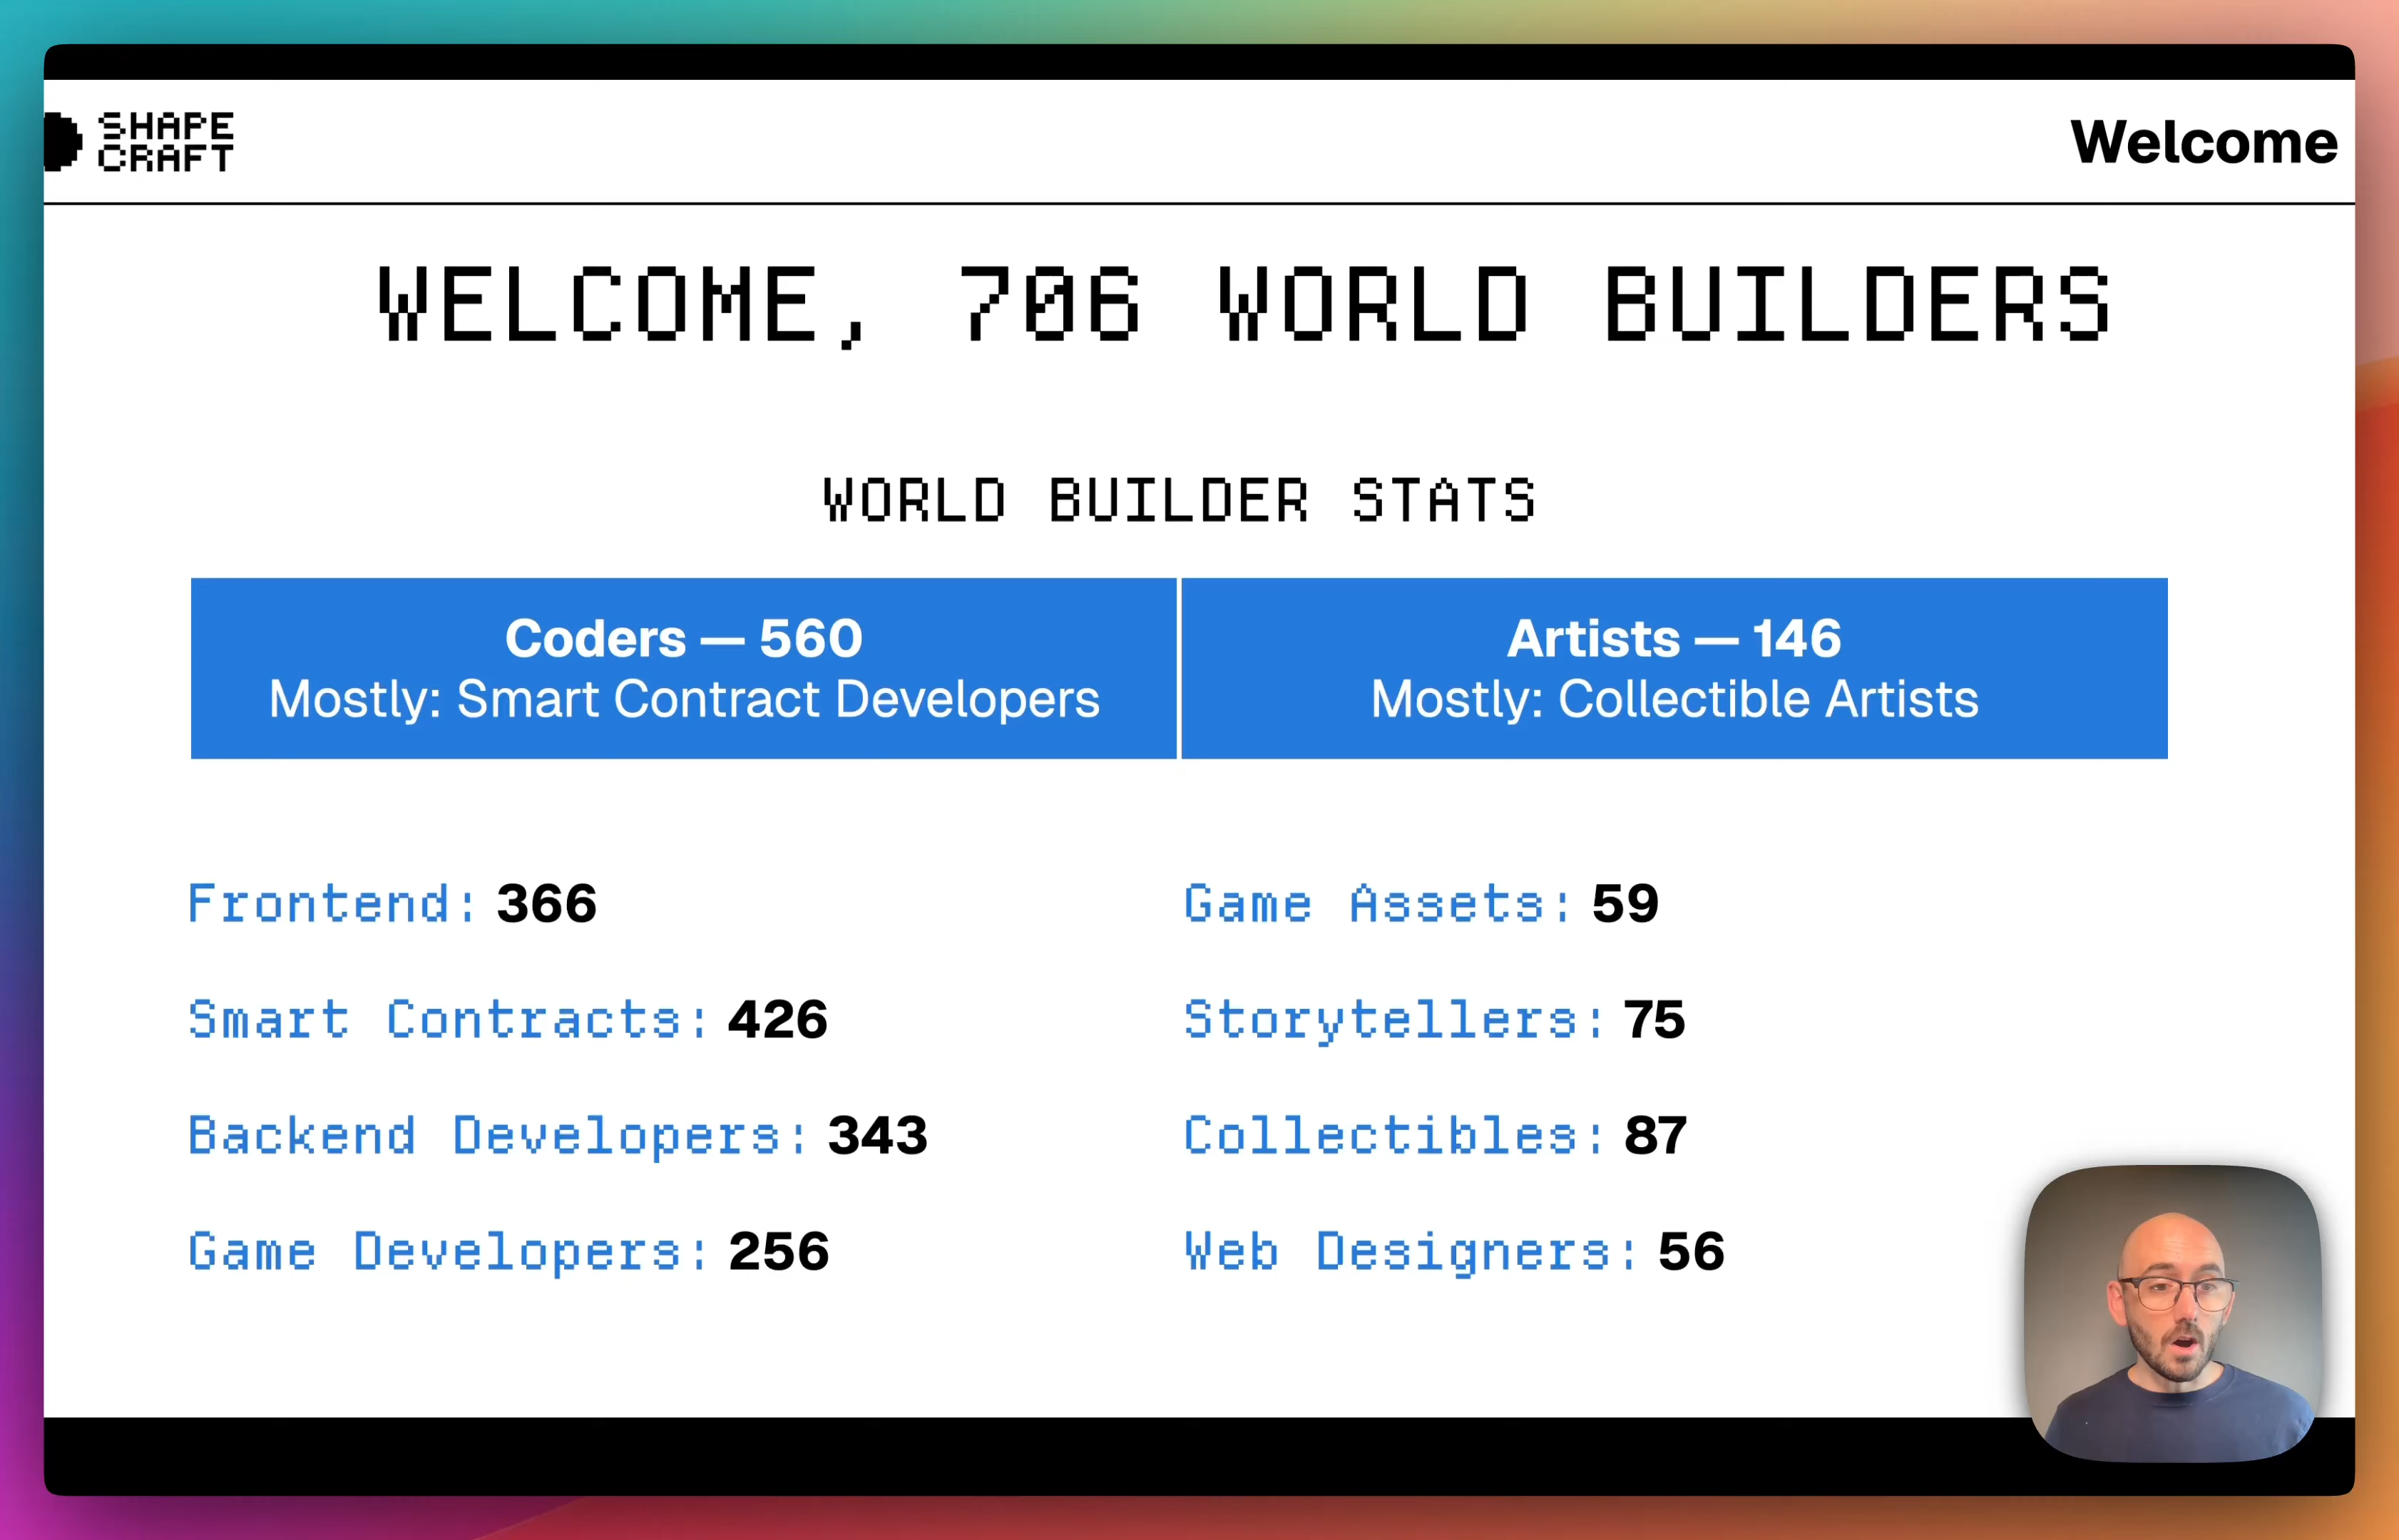 SHAPE
CRAFT
Welcome
WELCOME, 706 WORLD BUILDERS
WORLD BUILDER STATS
Coders — 560
Mostly: Smart Contract Developers
Artists — 146
Mostly: Collectible Artists
Frontend: 366
Smart Contracts: 426
Backend Developers: 343
Game Developers: 256
Game Assets: 59
Storytellers: 75
Collectibles: 87
Web Designers: 56